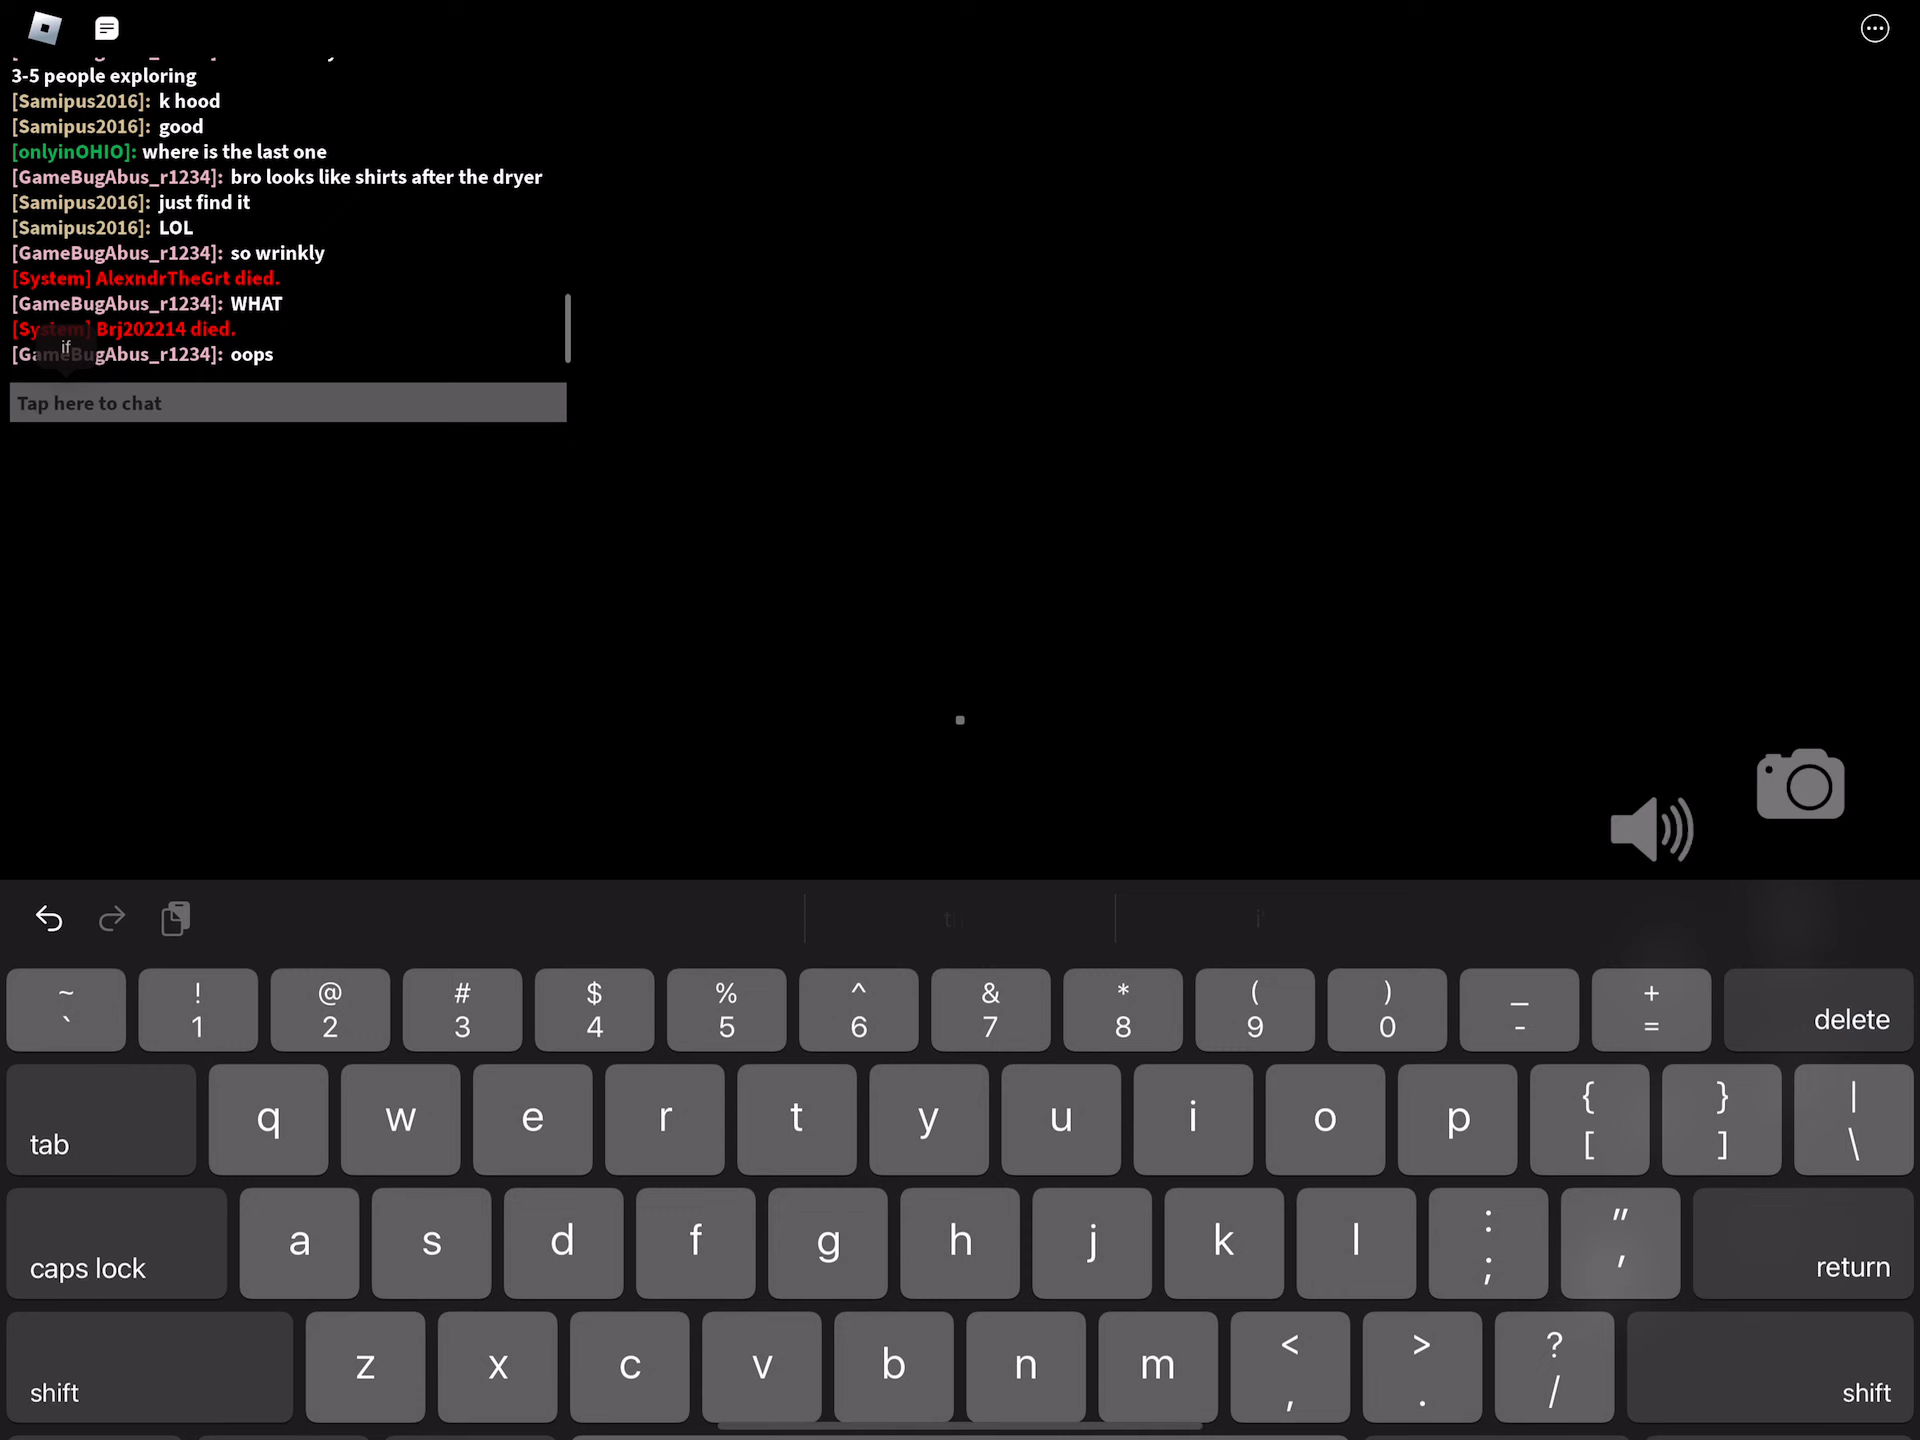 3-5 people exploring
[Samipus2016]: k hood
[Samipus2016]: good
[onlyinOHIO]: where is the last one
[GameBugAbus_r1234]: bro looks like shirts after the dryer
[Samipus2016]: just find it
[Samipus2016]: LOL
[GameBugAbus_r1234]: so wrinkly
[System] AlexndrTheGrt died.
[GameBugAbus_r1234]: WHAT
[System] Brj202214 died.
if
[GameBugAbus_r1234]: oops
Tap here to chat
~ ! @ # $ % ^ & * ( ) _ +
` 1 2 3 4 5 6 7 8 9 0 - = delete
tab q w e r t y u i o p { } |
[ ] \
caps lock a s d f g h j k l : "
; ' return
shift z x c v b n m < > ?
, . / shift